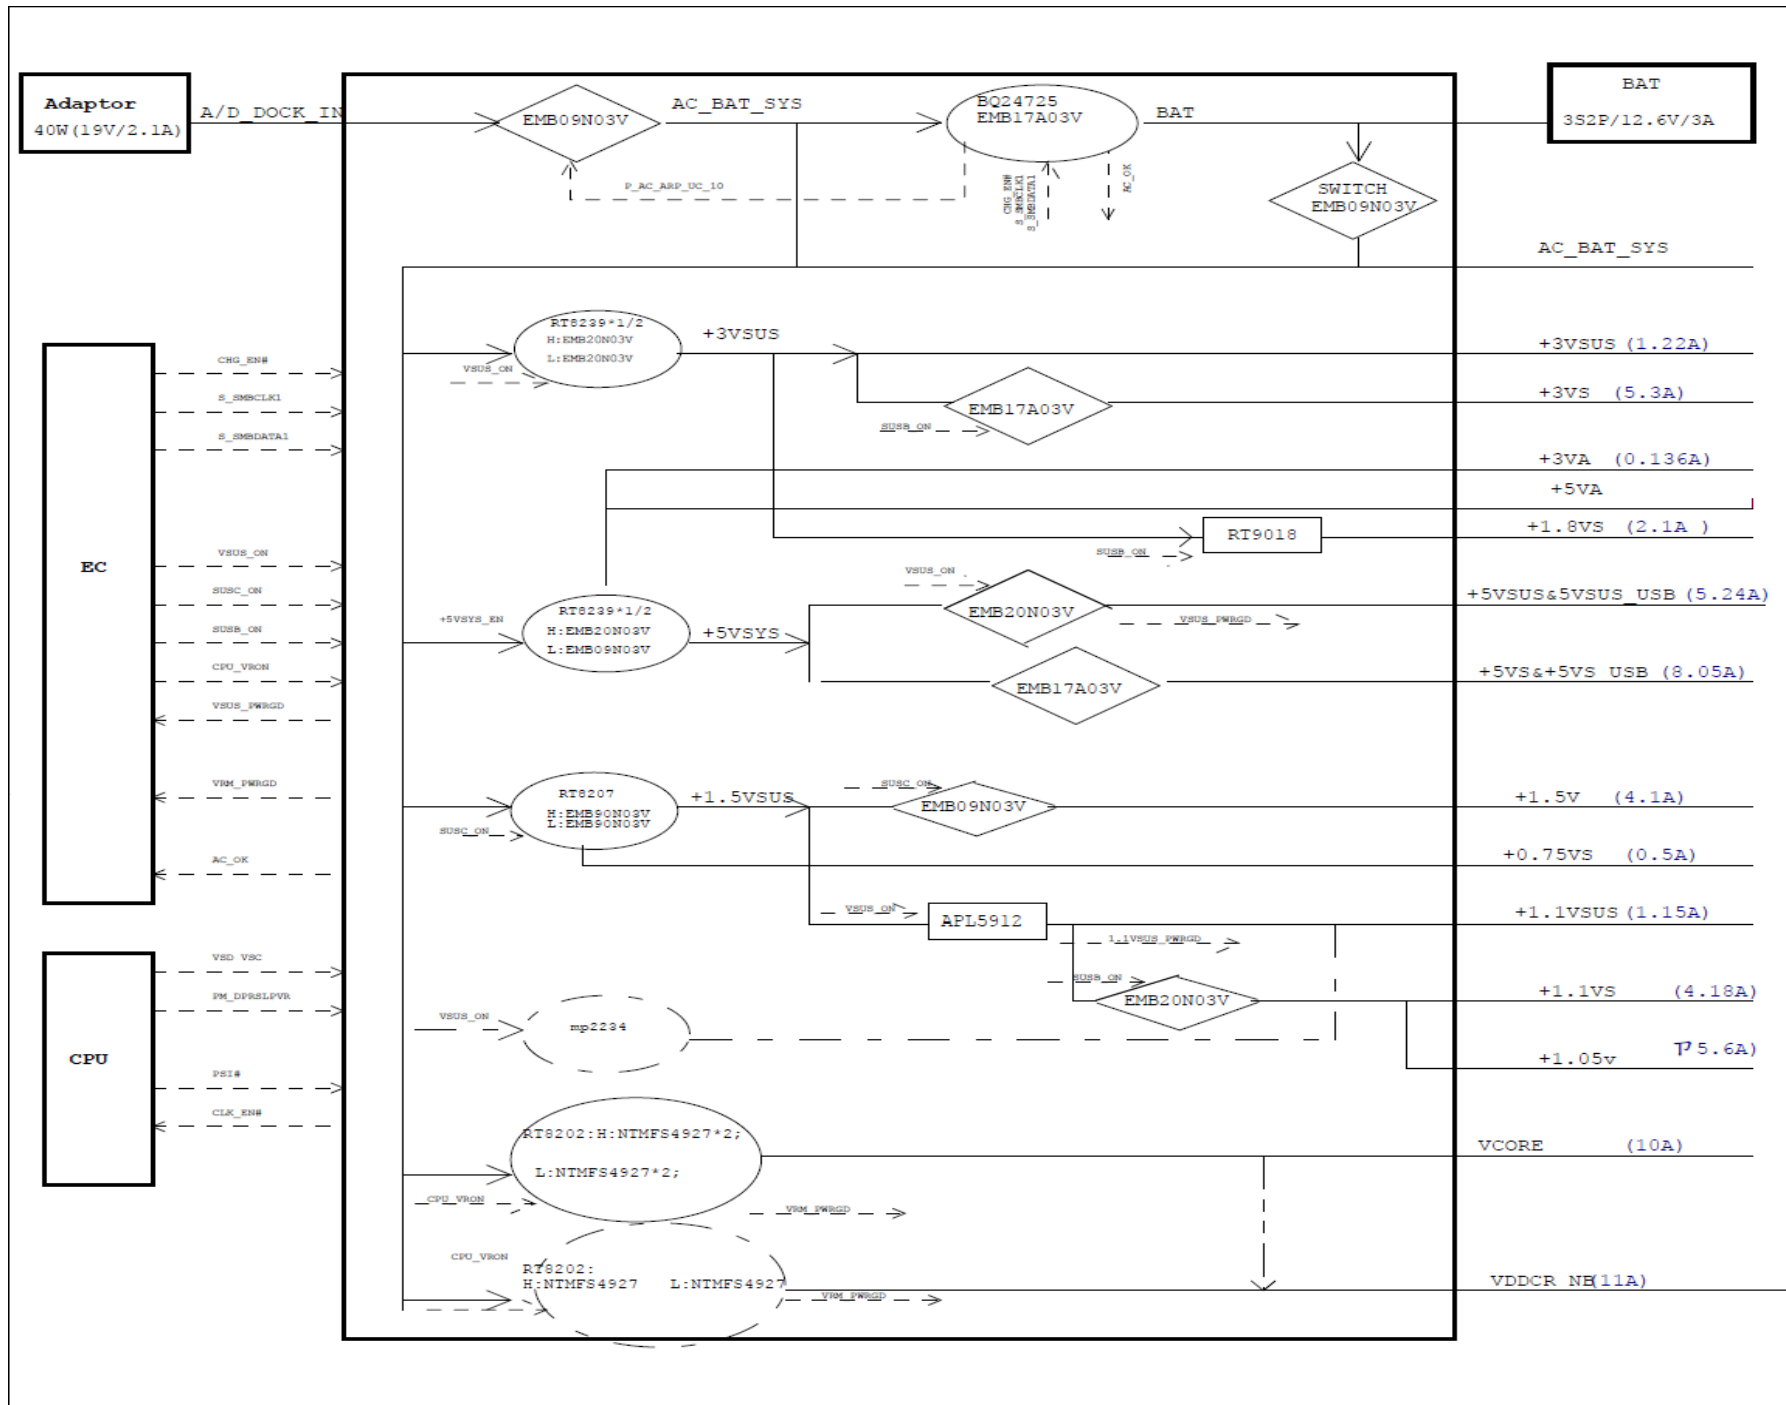 Adaptor
40W(19V/2.1A)
A/D_DOCK_IN
EMB09N03V
AC_BAT_SYS
BQ24725
EMB17A03V
BAT
BAT
3S2P/12.6V/3A
P_AC_ARP_UC_10
CHG_EN#
S_SMBCLK1
S_SMBDATA1
AC_OK
SWITCH
EMB09N03V
AC_BAT_SYS
RT8239*1/2
H:EMB20N03V
L:EMB20N03V
VSUS_ON
+3VSUS
+3VSUS (1.22A)
EMB17A03V
SUSB_ON
+3VS (5.3A)
+3VA (0.136A)
+5VA
RT9018
SUSB_ON
+1.8VS (2.1A )
EC
CHG_EN#
S_SMBCLK1
S_SMBDATA1
VSUS_ON
SUSC_ON
SUSB_ON
CPU_VRON
VSUS_PWRGD
VRM_PWRGD
AC_OK
+5VSYS_EN
RT8239*1/2
H:EMB20N03V
L:EMB09N03V
+5VSYS
VSUS_ON
EMB20N03V
VSUS_PWRGD
+5VSUS&5VSUS_USB (5.24A)
EMB17A03V
+5VS&+5VS_USB (8.05A)
RT8207
H:EMB90N03V
L:EMB90N03V
SUSC_ON
+1.5VSUS
SUSC_ON
EMB09N03V
+1.5V (4.1A)
+0.75VS (0.5A)
VSUS_ON
APL5912
+1.1VSUS (1.15A)
1.1VSUS_PWRGD
SUSB_ON
EMB20N03V
+1.1VS (4.18A)
+1.05v 5.6A)
CPU
VSD VSC
PM_DPRSLPVR
PSI#
CLK_EN#
VSUS_ON
mp2234
RT8202:H:NTMFS4927*2;
L:NTMFS4927*2;
CPU_VRON
VRM_PWRGD
VCORE (10A)
CPU_VRON
RT8202:
H:NTMFS4927 L:NTMFS4927
VRM_PWRGD
VDDCR_NB(11A)